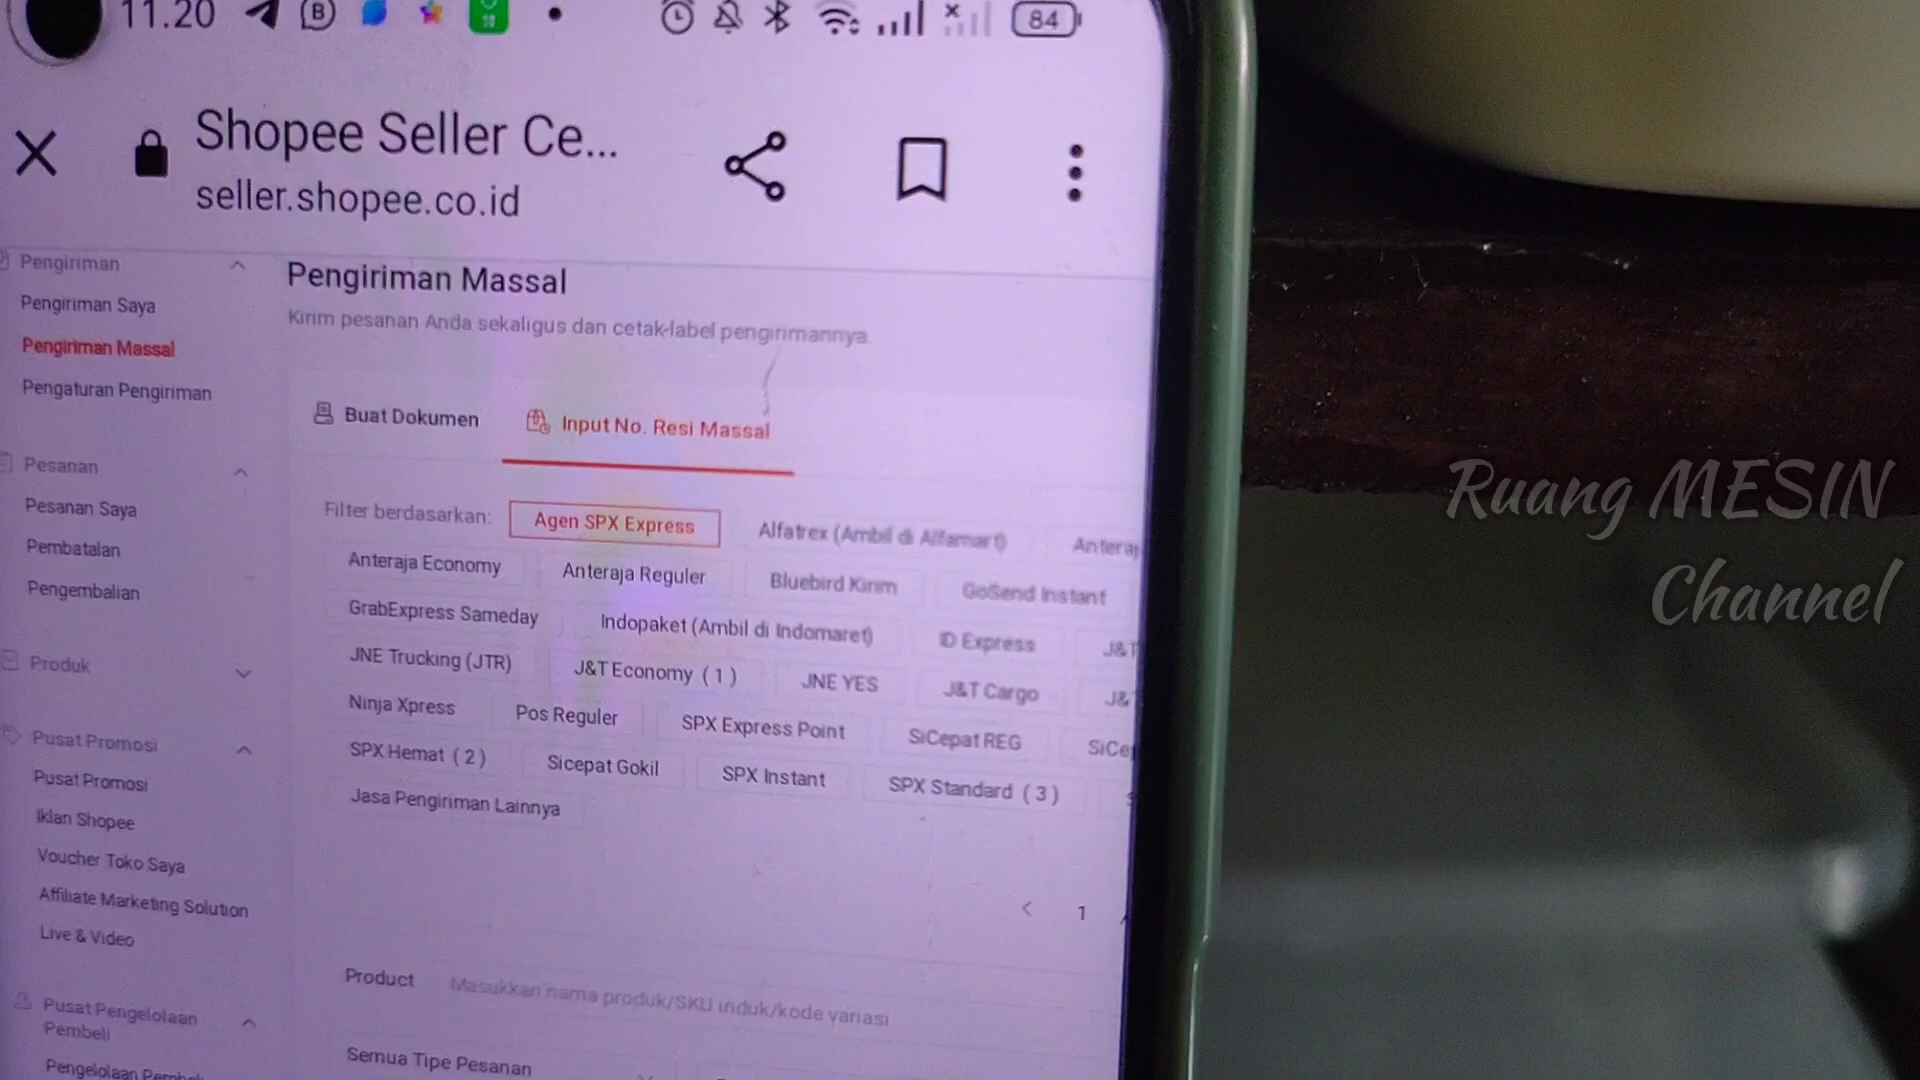 11.20
84
Shopee Seller Ce...
seller.shopee.co.id
Pengiriman
Pengiriman Saya
Pengiriman Massal
Pengaturan Pengiriman
Pesanan
Pesanan Saya
Pembatalan
Pengembalian
Produk
Pusat Promosi
Pusat Promosi
Iklan Shopee
Voucher Toko Saya
Affiliate Marketing Solution
Live & Video
Pusat Pengelolaan
Pembeli
Pengiriman Massal
Kirim pesanan Anda sekaligus dan cetak-label pengirimannya.
Buat Dokumen Input No. Resi Massal
Filter berdasarkan: Agen SPX Express Alfatrex (Ambil di Alfamart)
Anteraja Economy Anteraja Reguler Bluebird Kirim GoSend Instant
GrabExpress Sameday Indopaket (Ambil di Indomaret) ID Express J&T
JNE Trucking (JTR) J&T Economy ( 1 ) JNE YES J&T Cargo
Ninja Xpress Pos Reguler SPX Express Point SiCepat REG
SPX Hemat ( 2 ) Sicepat Gokil SPX Instant SPX Standard ( 3 )
Jasa Pengiriman Lainnya
< 1
Product Masukkan nama produk/SKU induk/kode variasi
Semua Tipe Pesanan
Ruang MESIN
Channel